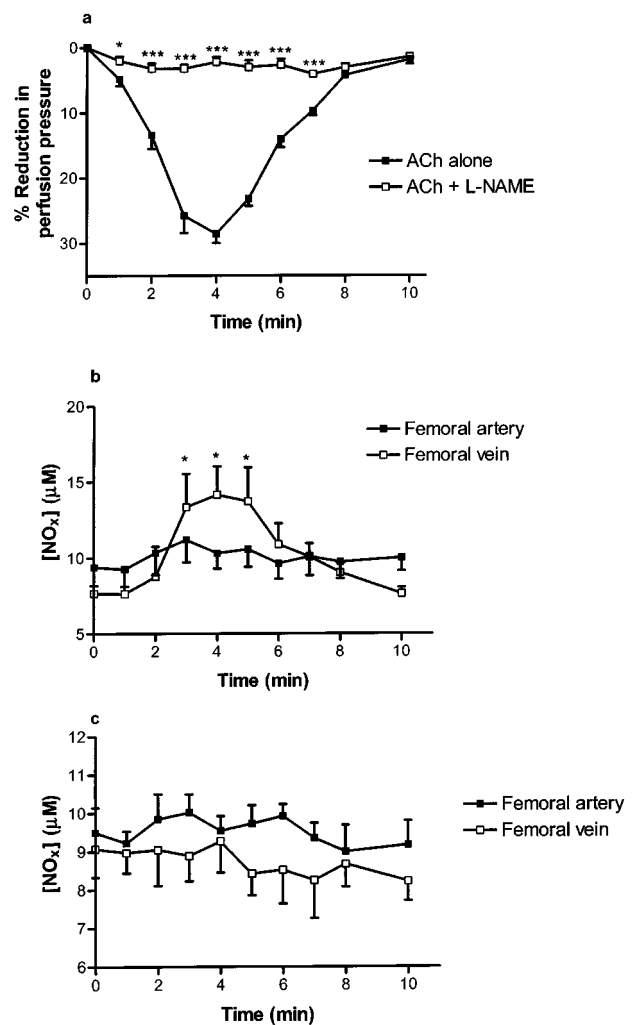 a
* *** *** *** *** *** ***
0
10
20
30
% Reduction in
perfusion pressure
ACh alone
ACh + L-NAME
0 2 4 6 8 10
Time (min)
b
20
15
10
5
[NOx] (µM)
Femoral artery
Femoral vein
* * *
0 2 4 6 8 10
Time (min)
c
12
11
10
9
8
7
6
[NOx] (µM)
Femoral artery
Femoral vein
0 2 4 6 8 10
Time (min)